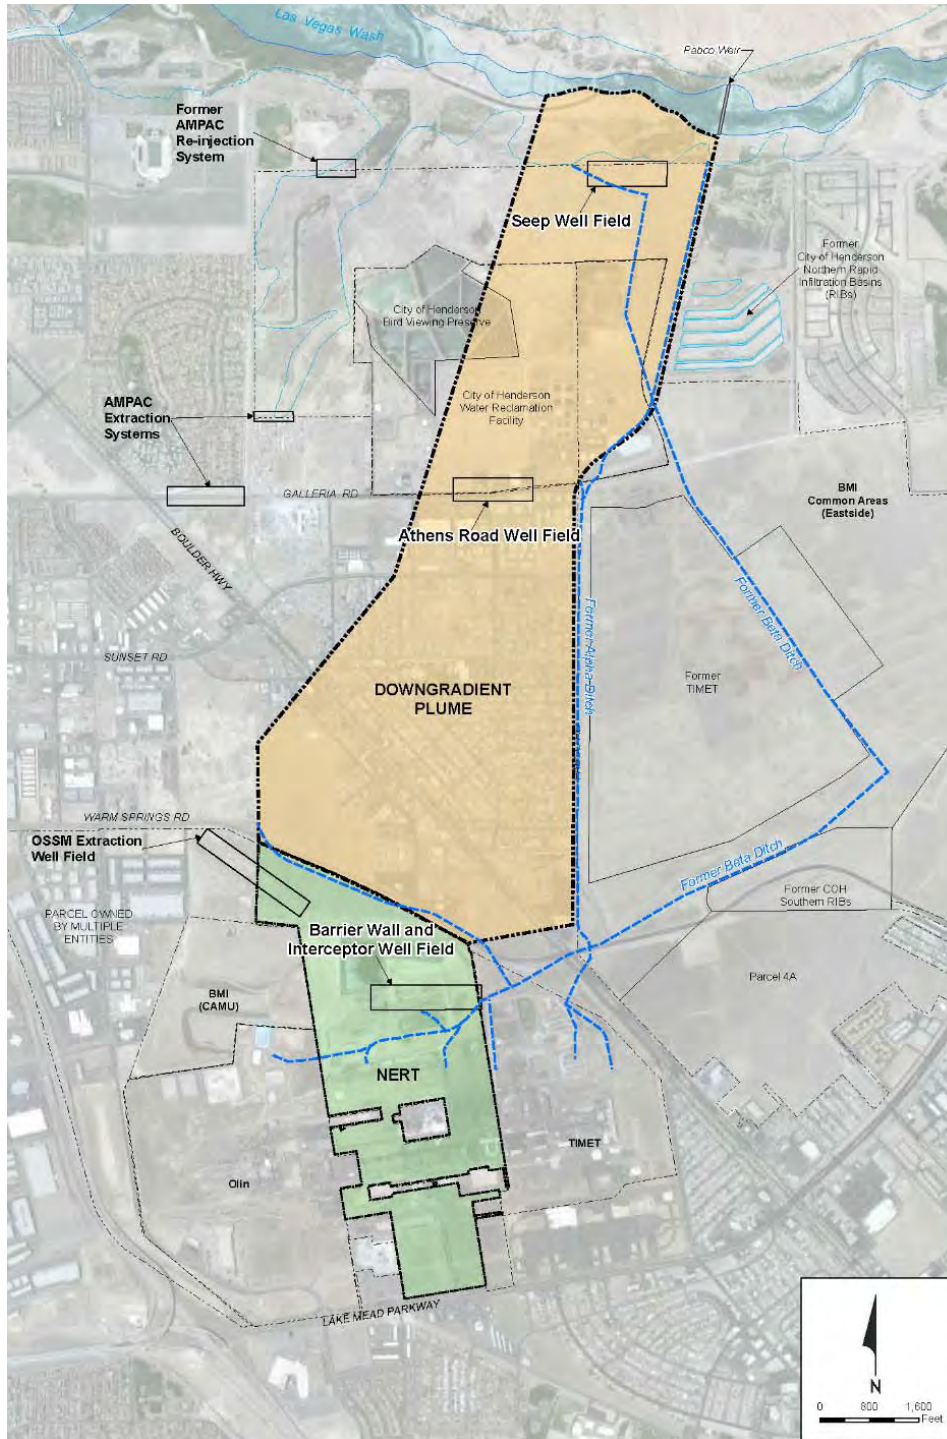 Las Vegas Wash
Pabco Weir
Former
AMPAC
Re-injection
System
Seep Well Field
Former
City of Henderson
Northern Rapid
Infiltration Basins
(RIBs)
City of Henderson
Bird Viewing Preserve
City of Henderson
Water Reclamation
Facility
AMPAC
Extraction
Systems
GALLERIA RD
BMI
Common Areas
(Eastside)
Athens Road Well Field
BOULDER HWY
Former Beta Ditch
Former Alpha Ditch
SUNSET RD
Former
TIMET
DOWNGRADIENT
PLUME
WARM SPRINGS RD
OSSM Extraction
Well Field
Former Beta Ditch
Former COH
Southern RIBs
PARCEL OWNED
BY MULTIPLE
ENTITIES
Barrier Wall and
Interceptor Well Field
Parcel 4A
BMI
(CAMU)
NERT
TIMET
Olin
LAKE MEAD PARKWAY
N
0 800 1,600
Feet